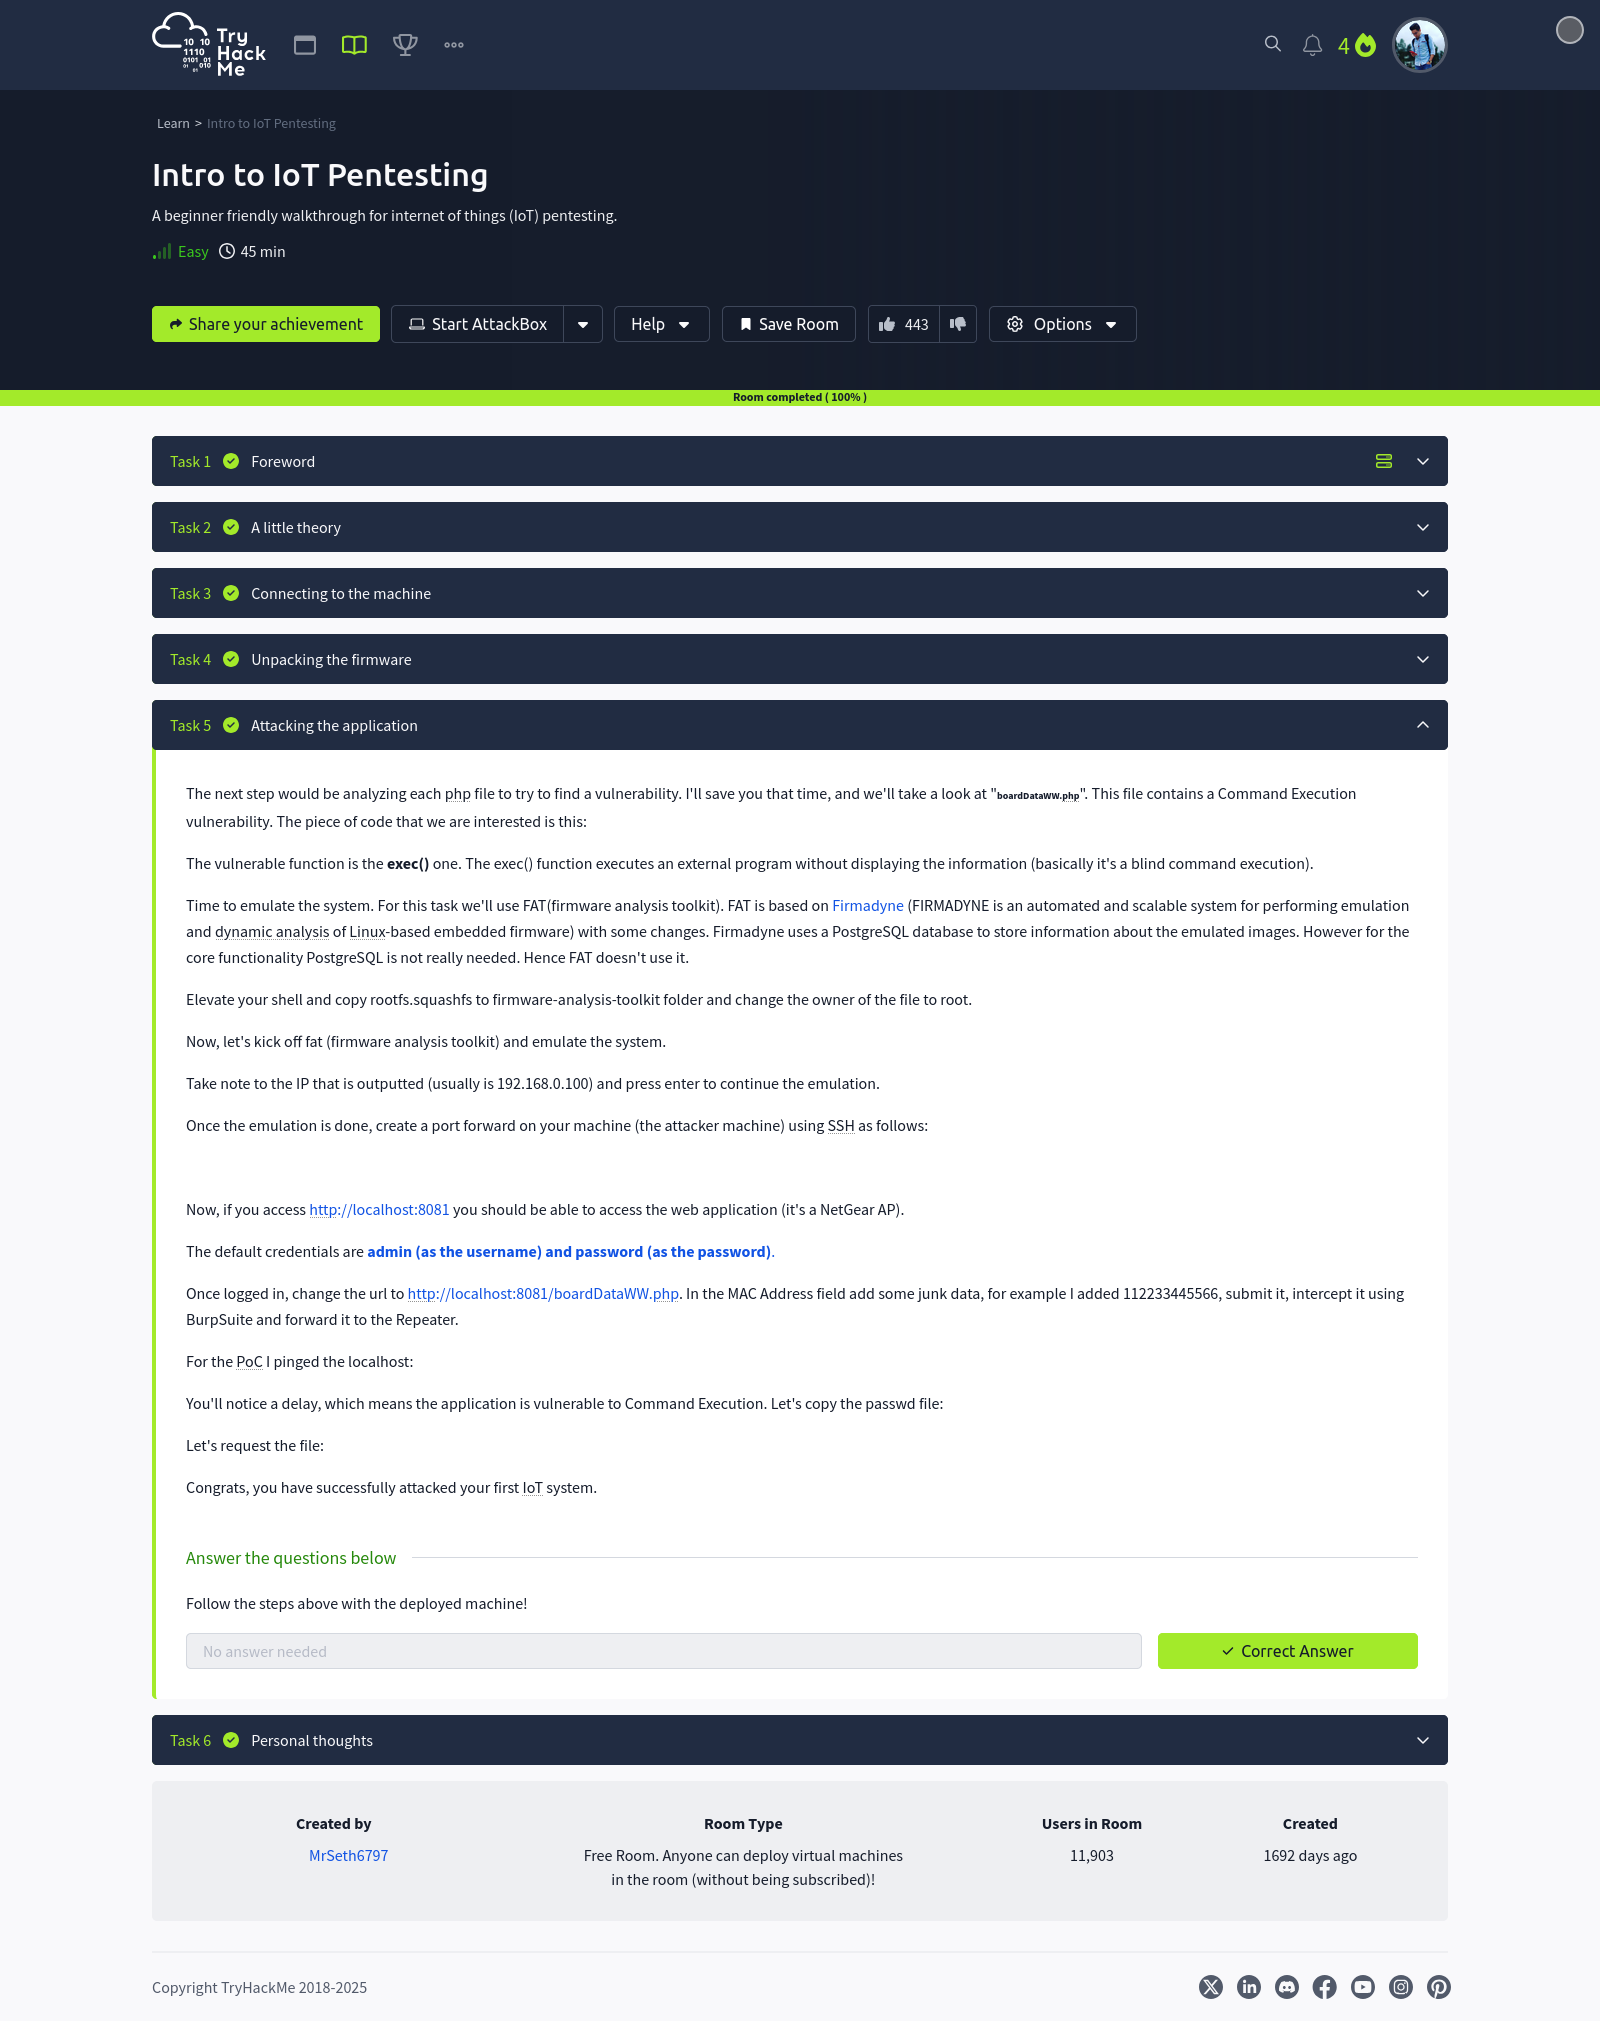 Try
Hack
Me
10 10
1110
0101 01
01
4
Learn > Intro to IoT Pentesting
Intro to IoT Pentesting
A beginner friendly walkthrough for internet of things (IoT) pentesting.
Easy 45 min
Share your achievement Start AttackBox Help Save Room 443 Options
Room completed ( 100% )
Task 1 Foreword
Task 2 A little theory
Task 3 Connecting to the machine
Task 4 Unpacking the firmware
Task 5 Attacking the application
The next step would be analyzing each php file to try to find a vulnerability. I'll save you that time, and we'll take a look at "boardDataWW.php". This file contains a Command Execution
vulnerability. The piece of code that we are interested is this:
The vulnerable function is the exec() one. The exec() function executes an external program without displaying the information (basically it's a blind command execution).
Time to emulate the system. For this task we'll use FAT(firmware analysis toolkit). FAT is based on Firmadyne (FIRMADYNE is an automated and scalable system for performing emulation
and dynamic analysis of Linux-based embedded firmware) with some changes. Firmadyne uses a PostgreSQL database to store information about the emulated images. However for the
core functionality PostgreSQL is not really needed. Hence FAT doesn't use it.
Elevate your shell and copy rootfs.squashfs to firmware-analysis-toolkit folder and change the owner of the file to root.
Now, let's kick off fat (firmware analysis toolkit) and emulate the system.
Take note to the IP that is outputted (usually is 192.168.0.100) and press enter to continue the emulation.
Once the emulation is done, create a port forward on your machine (the attacker machine) using SSH as follows:
Now, if you access http://localhost:8081 you should be able to access the web application (it's a NetGear AP).
The default credentials are admin (as the username) and password (as the password).
Once logged in, change the url to http://localhost:8081/boardDataWW.php. In the MAC Address field add some junk data, for example I added 112233445566, submit it, intercept it using
BurpSuite and forward it to the Repeater.
For the PoC I pinged the localhost:
You'll notice a delay, which means the application is vulnerable to Command Execution. Let's copy the passwd file:
Let's request the file:
Congrats, you have successfully attacked your first IoT system.
Answer the questions below
Follow the steps above with the deployed machine!
No answer needed Correct Answer
Task 6 Personal thoughts
Created by Room Type Users in Room Created
MrSeth6797 Free Room. Anyone can deploy virtual machines 11,903 1692 days ago
in the room (without being subscribed)!
Copyright TryHackMe 2018-2025